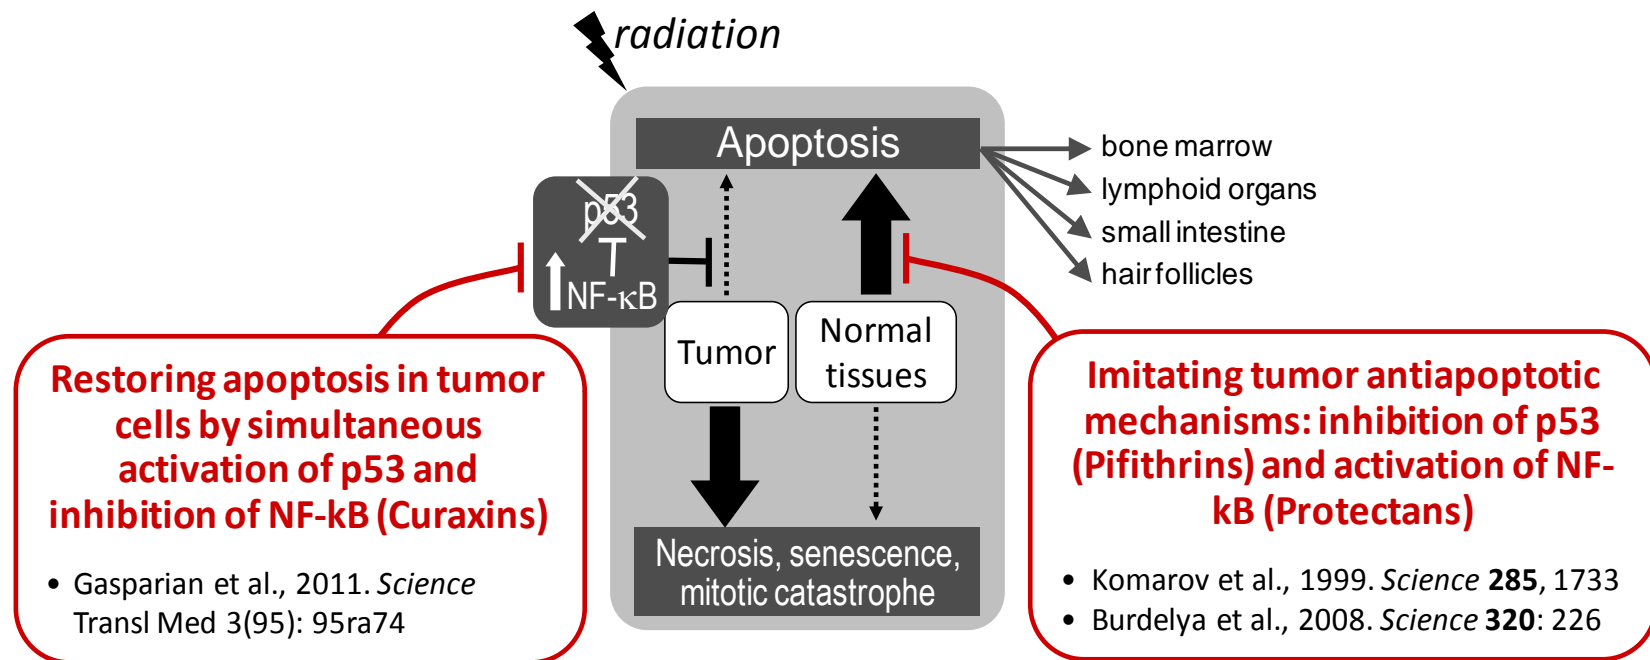 radiation
Apoptosis
bone marrow
lymphoid organs
small intestine
hair follicles
p53
NF-κB
Tumor
Normal
tissues
Restoring apoptosis in tumor
cells by simultaneous
activation of p53 and
inhibition of NF-kB (Curaxins)
• Gasparian et al., 2011. Science
Transl Med 3(95): 95ra74
Necrosis, senescence,
mitotic catastrophe
Imitating tumor antiapoptotic
mechanisms: inhibition of p53
(Pifithrins) and activation of NF-
kB (Protectans)
• Komarov et al., 1999. Science 285, 1733
• Burdelya et al., 2008. Science 320: 226